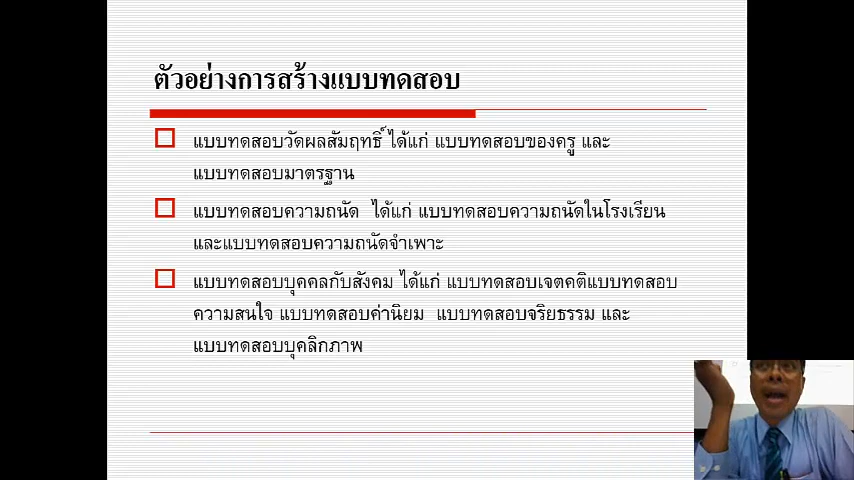 ตัวอย่างการสร้างแบบทดสอบ
แบบทดสอบวัดผลสัมฤทธิ์ ได้แก่ แบบทดสอบของครู และ
แบบทดสอบมาตรฐาน
แบบทดสอบความถนัด ได้แก่ แบบทดสอบความถนัดในโรงเรียน
และแบบทดสอบความถนัดจำเพาะ
แบบทดสอบบุคคลกับสังคม ได้แก่ แบบทดสอบเจตคติแบบทดสอบ
ความสนใจ แบบทดสอบค่านิยม แบบทดสอบจริยธรรม และ
แบบทดสอบบุคลิกภาพ